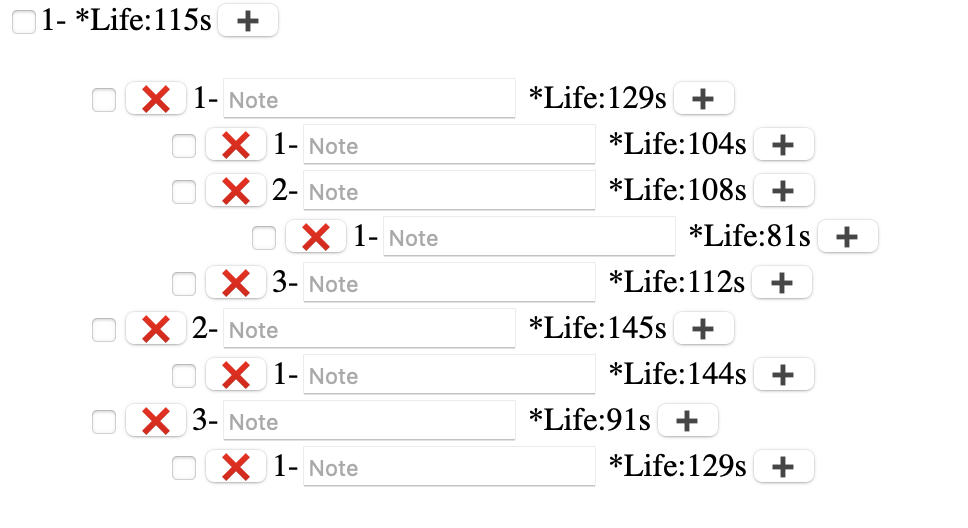 1- *Life:115s +
1- Note *Life:129s +
1- Note *Life:104s +
2- Note *Life:108s +
1- Note *Life:81s +
3- Note *Life:112s +
2- Note *Life:145s +
1- Note *Life:144s +
3- Note *Life:91s +
1- Note *Life:129s +